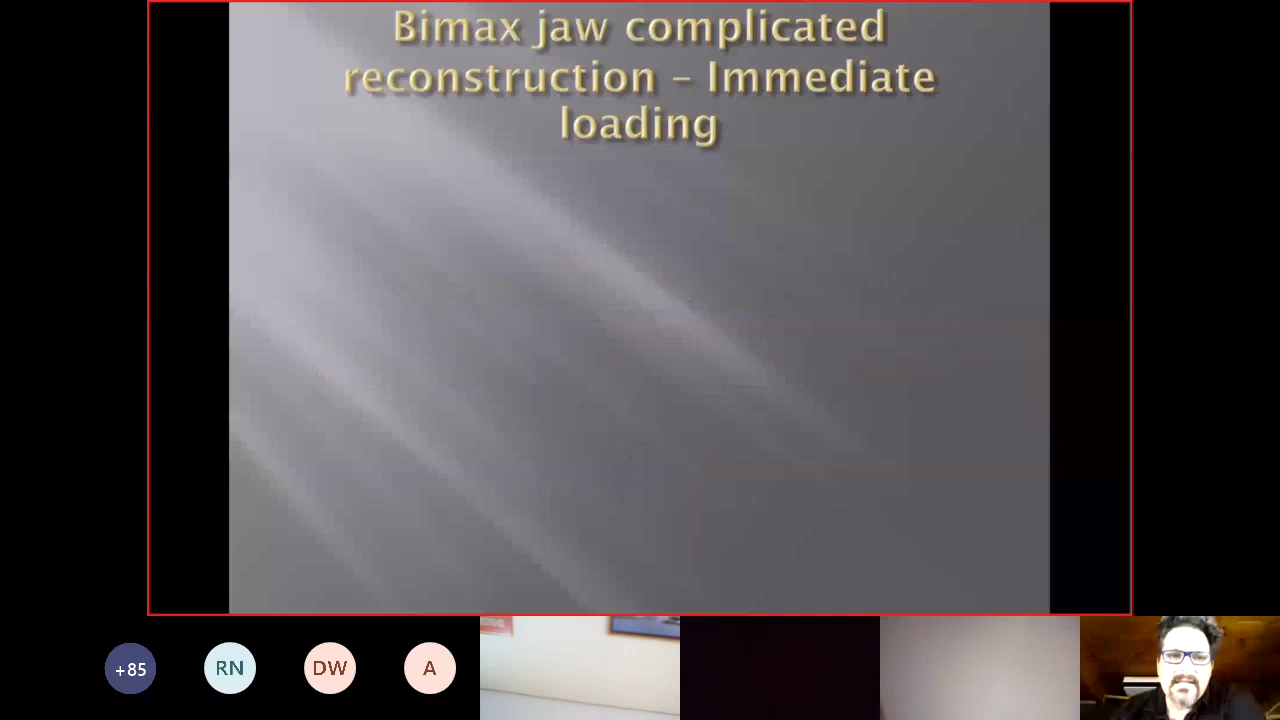 Bimax jaw complicated
reconstruction – Immediate
loading
+85
RN
DW
A